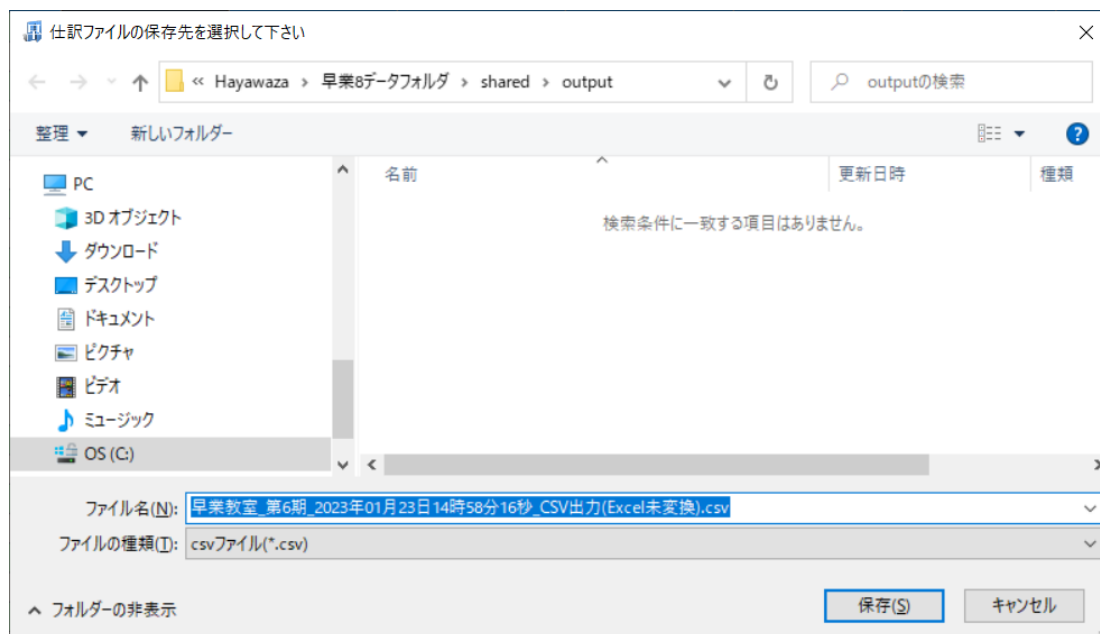 仕訳ファイルの保存先を選択して下さい
« Hayawaza › 早業8データフォルダ › shared › output
outputの検索
整理 新しいフォルダー
名前 更新日時 種類
検索条件に一致する項目はありません。
PC
3D オブジェクト
ダウンロード
デスクトップ
ドキュメント
ピクチャ
ビデオ
ミュージック
OS (C:)
ファイル名(N): 早業教室_第6期_2023年01月23日14時58分16秒_CSV出力(Excel未変換).csv
ファイルの種類(T): csvファイル(*.csv)
フォルダーの非表示 保存(S) キャンセル